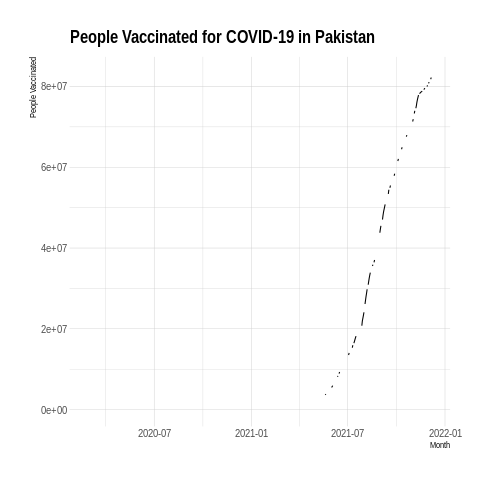 People Vaccinated for COVID-19 in Pakistan
People Vaccinated
8e+07
6e+07
4e+07
2e+07
0e+00
2020-07 2021-01 2021-07 2022-01
Month